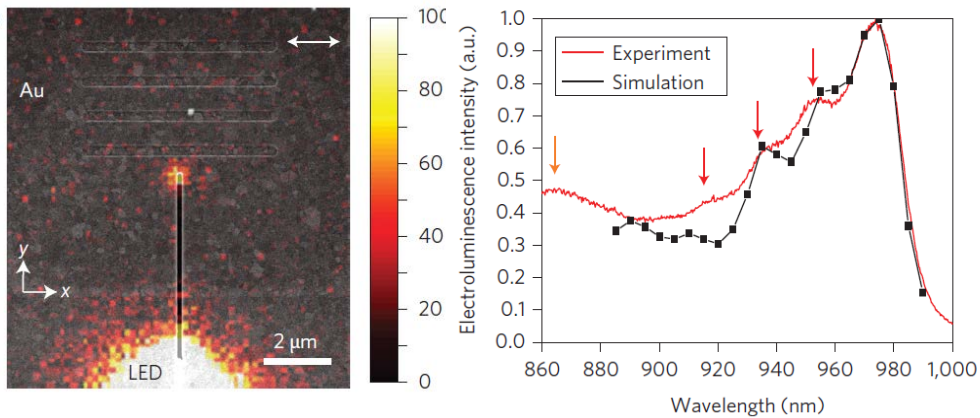 Au
y
x
LED
2 μm
100
80
60
40
20
0
Electroluminescence intensity (a.u.)
1.0
0.9
0.8
0.7
0.6
0.5
0.4
0.3
0.2
0.1
0.0
Experiment
Simulation
860 880 900 920 940 960 980 1,000
Wavelength (nm)